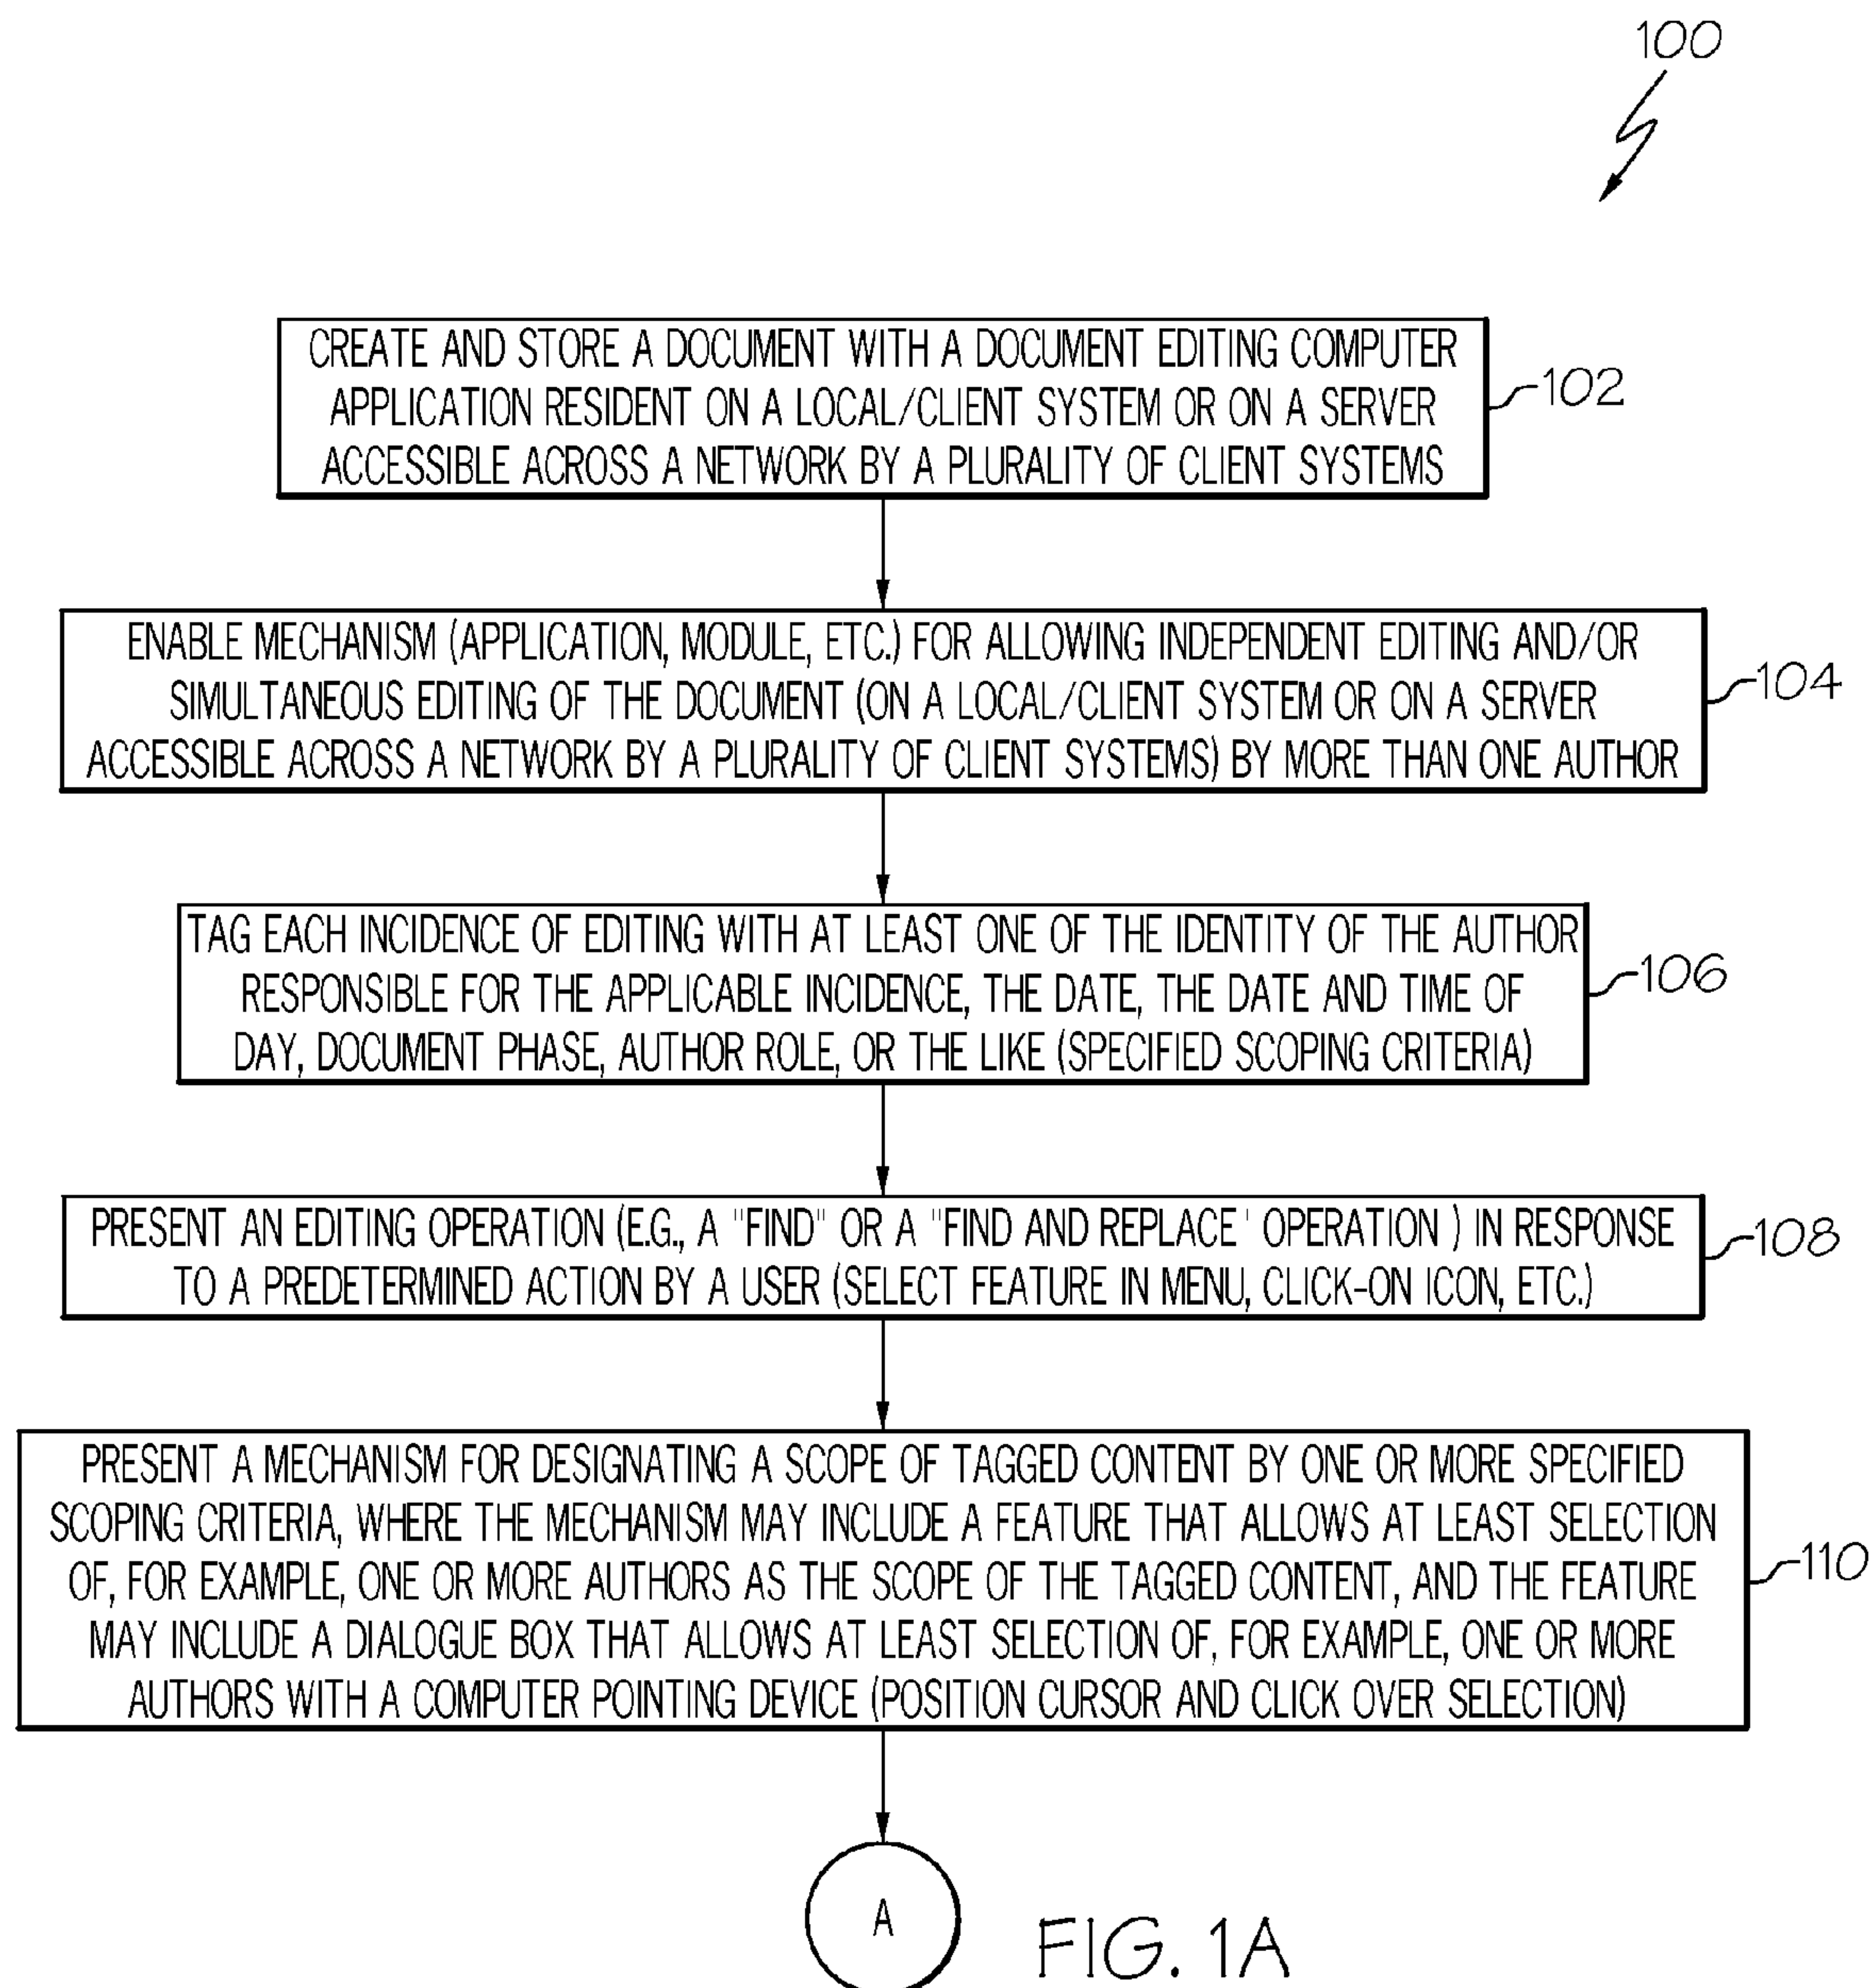 100
CREATE AND STORE A DOCUMENT WITH A DOCUMENT EDITING COMPUTER
APPLICATION RESIDENT ON A LOCAL/CLIENT SYSTEM OR ON A SERVER
ACCESSIBLE ACROSS A NETWORK BY A PLURALITY OF CLIENT SYSTEMS
102
ENABLE MECHANISM (APPLICATION, MODULE, ETC.) FOR ALLOWING INDEPENDENT EDITING AND/OR
SIMULTANEOUS EDITING OF THE DOCUMENT (ON A LOCAL/CLIENT SYSTEM OR ON A SERVER
ACCESSIBLE ACROSS A NETWORK BY A PLURALITY OF CLIENT SYSTEMS) BY MORE THAN ONE AUTHOR
104
TAG EACH INCIDENCE OF EDITING WITH AT LEAST ONE OF THE IDENTITY OF THE AUTHOR
RESPONSIBLE FOR THE APPLICABLE INCIDENCE, THE DATE, THE DATE AND TIME OF
DAY, DOCUMENT PHASE, AUTHOR ROLE, OR THE LIKE (SPECIFIED SCOPING CRITERIA)
106
PRESENT AN EDITING OPERATION (E.G., A "FIND" OR A "FIND AND REPLACE' OPERATION ) IN RESPONSE
TO A PREDETERMINED ACTION BY A USER (SELECT FEATURE IN MENU, CLICK-ON ICON, ETC.)
108
PRESENT A MECHANISM FOR DESIGNATING A SCOPE OF TAGGED CONTENT BY ONE OR MORE SPECIFIED
SCOPING CRITERIA, WHERE THE MECHANISM MAY INCLUDE A FEATURE THAT ALLOWS AT LEAST SELECTION
OF, FOR EXAMPLE, ONE OR MORE AUTHORS AS THE SCOPE OF THE TAGGED CONTENT, AND THE FEATURE
MAY INCLUDE A DIALOGUE BOX THAT ALLOWS AT LEAST SELECTION OF, FOR EXAMPLE, ONE OR MORE
AUTHORS WITH A COMPUTER POINTING DEVICE (POSITION CURSOR AND CLICK OVER SELECTION)
110
A
FIG. 1A